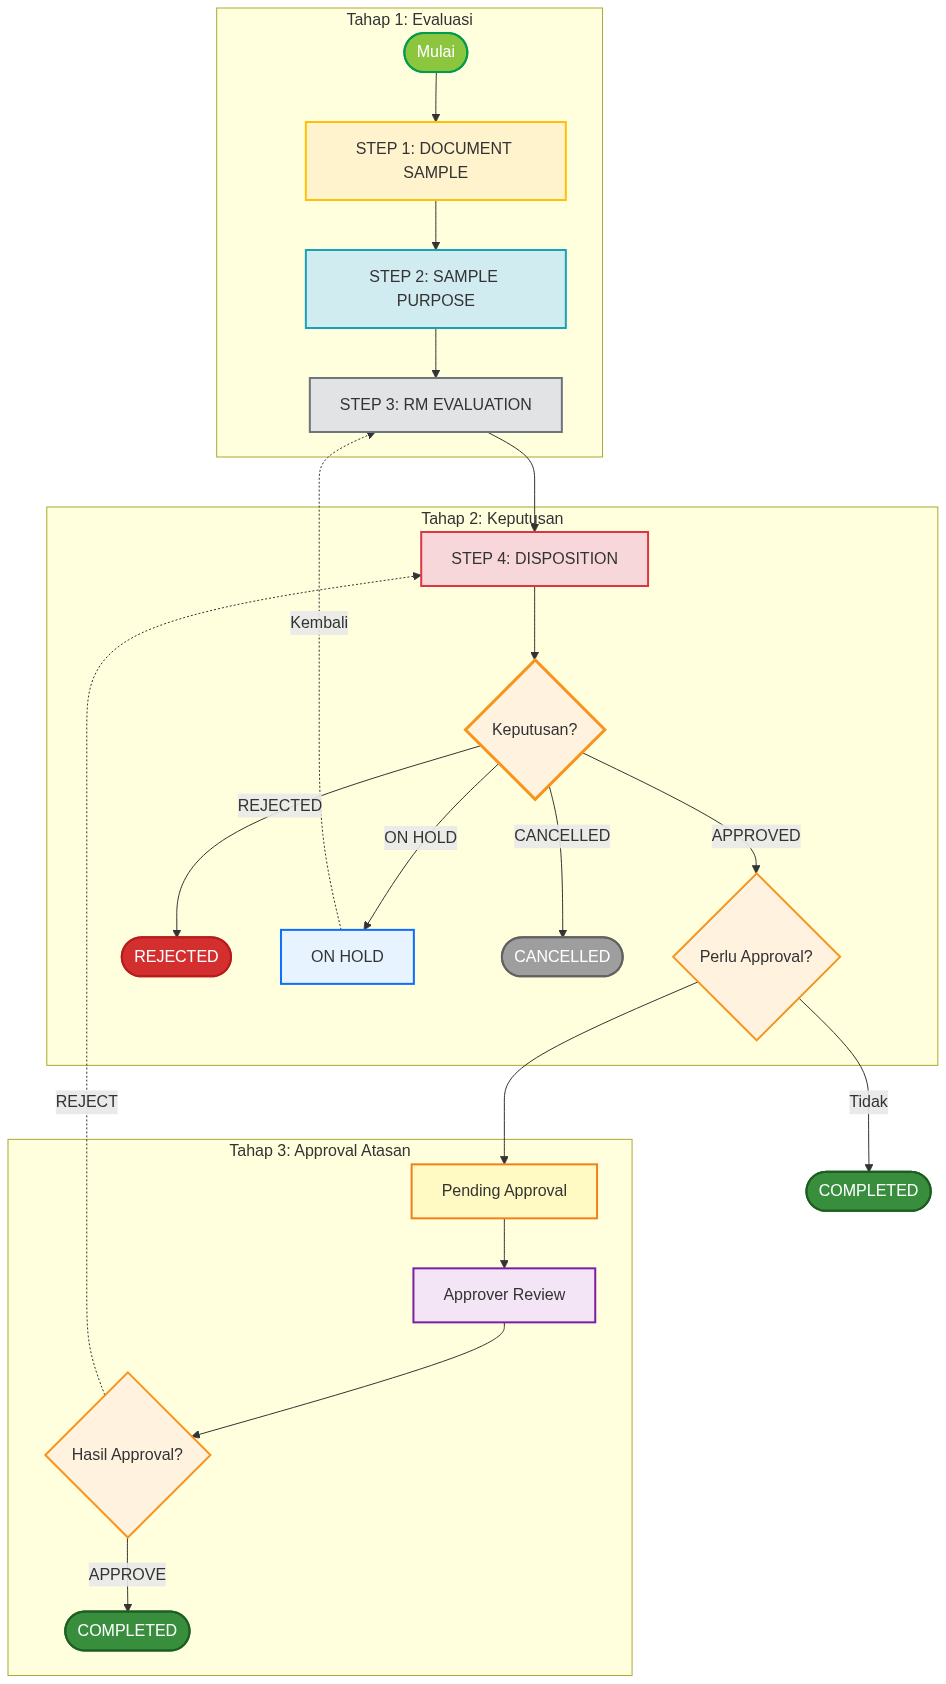 Tahap 1: Evaluasi
Mulai
STEP 1: DOCUMENT
SAMPLE
STEP 2: SAMPLE
PURPOSE
STEP 3: RM EVALUATION
Tahap 2: Keputusan
STEP 4: DISPOSITION
Kembali
Keputusan?
REJECTED
ON HOLD
CANCELLED
APPROVED
REJECTED
ON HOLD
CANCELLED
Perlu Approval?
REJECT
Tidak
Tahap 3: Approval Atasan
Pending Approval
COMPLETED
Approver Review
Hasil Approval?
APPROVE
COMPLETED